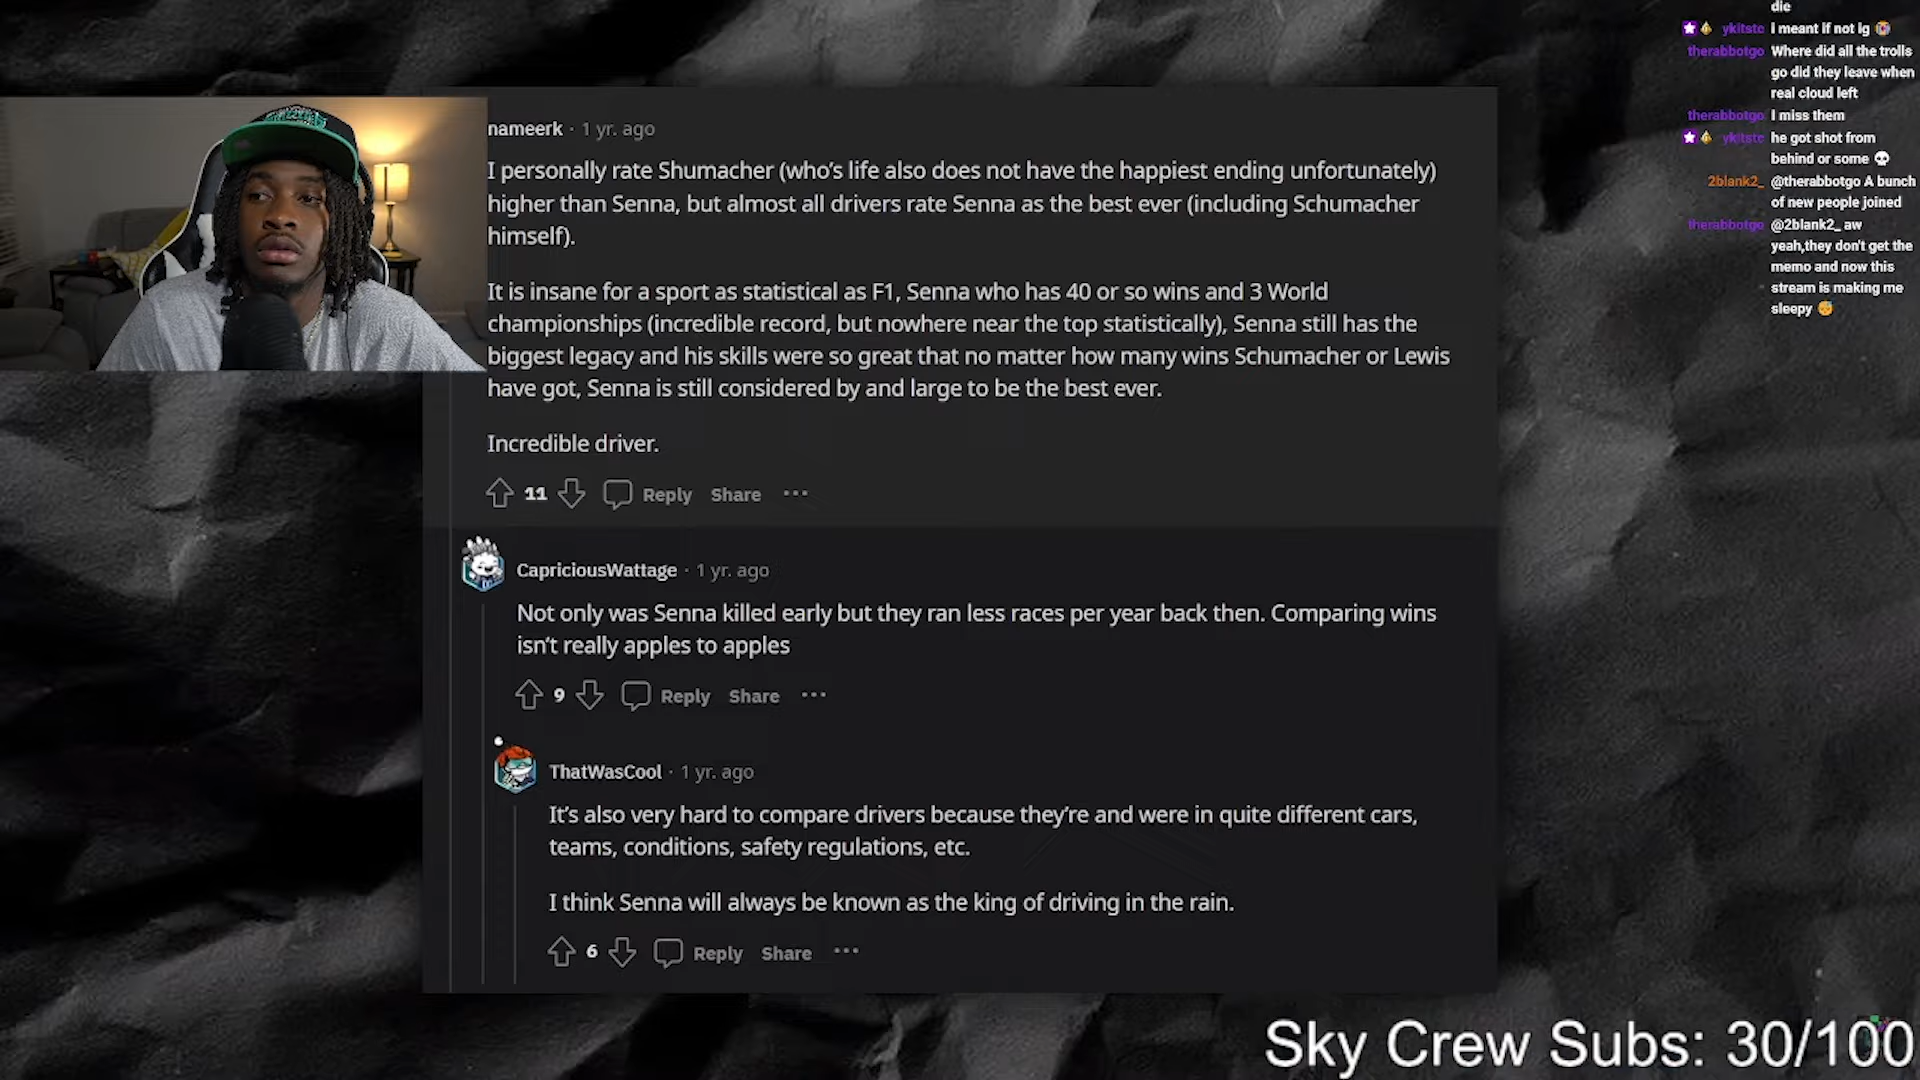 nameerk · 1 yr. ago
I personally rate Shumacher (who's life also does not have the happiest ending unfortunately)
higher than Senna, but almost all drivers rate Senna as the best ever (including Schumacher
himself).
It is insane for a sport as statistical as F1, Senna who has 40 or so wins and 3 World
championships (incredible record, but nowhere near the top statistically), Senna still has the
biggest legacy and his skills were so great that no matter how many wins Schumacher or Lewis
have got, Senna is still considered by and large to be the best ever.
Incredible driver.
11 Reply Share ···
CapriciousWattage · 1 yr. ago
Not only was Senna killed early but they ran less races per year back then. Comparing wins
isn't really apples to apples
9 Reply Share ···
ThatWasCool · 1 yr. ago
It's also very hard to compare drivers because they're and were in quite different cars,
teams, conditions, safety regulations, etc.
I think Senna will always be known as the king of driving in the rain.
6 Reply Share ···
die
ykitstc I meant if not lg
therabbotgo Where did all the trolls
go did they leave when
real cloud left
therabbotgo I miss them
ykitstc he got shot from
behind or some 💀
2blank2_ @therabbotgo A bunch
of new people joined
therabbotgo @2blank2_ aw
yeah,they don't get the
memo and now this
stream is making me
sleepy 😴
Sky Crew Subs: 30/100